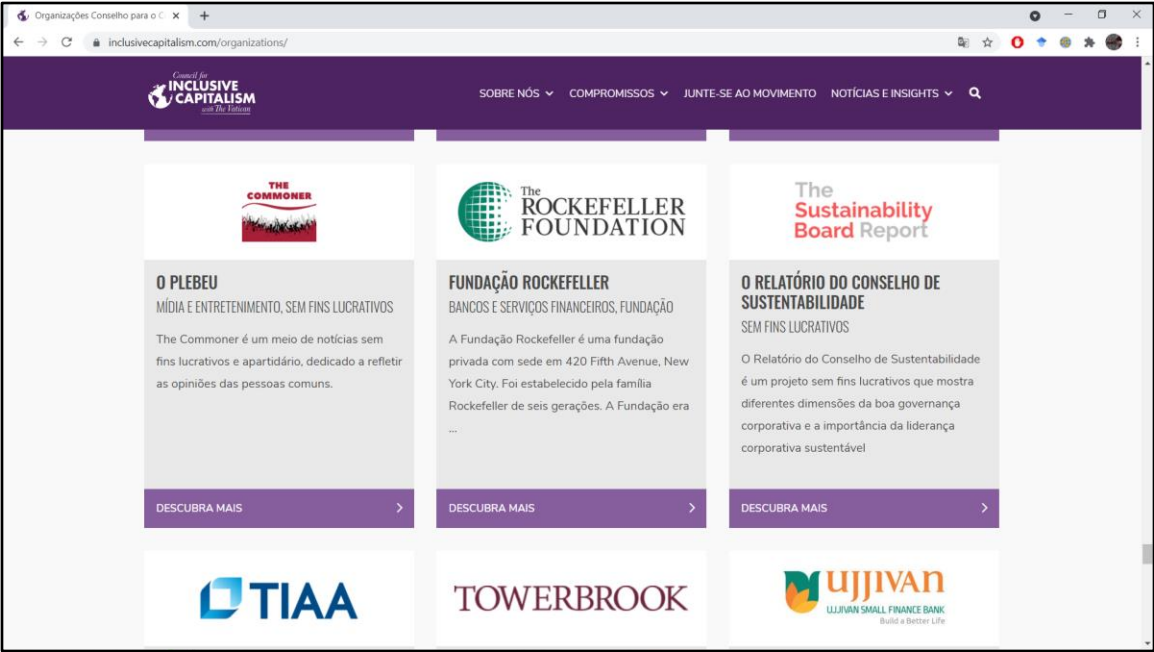 Organizações Conselho para o C
inclusivecapitalism.com/organizations/
Council for
INCLUSIVE
CAPITALISM
with The Vatican
SOBRE NÓS
COMPROMISSOS
JUNTE-SE AO MOVIMENTO
NOTÍCIAS E INSIGHTS
THE
COMMONER
O PLEBEU
MÍDIA E ENTRETENIMENTO, SEM FINS LUCRATIVOS
The Commoner é um meio de notícias sem
fins lucrativos e apartidário, dedicado a refletir
as opiniões das pessoas comuns.
DESCUBRA MAIS
The
ROCKEFELLER
FOUNDATION
FUNDAÇÃO ROCKEFELLER
BANCOS E SERVIÇOS FINANCEIROS, FUNDAÇÃO
A Fundação Rockefeller é uma fundação
privada com sede em 420 Fifth Avenue, New
York City. Foi estabelecido pela família
Rockefeller de seis gerações. A Fundação era
...
DESCUBRA MAIS
The
Sustainability
Board Report
O RELATÓRIO DO CONSELHO DE
SUSTENTABILIDADE
SEM FINS LUCRATIVOS
O Relatório do Conselho de Sustentabilidade
é um projeto sem fins lucrativos que mostra
diferentes dimensões da boa governança
corporativa e a importância da liderança
corporativa sustentável
DESCUBRA MAIS
TIAA
TOWERBROOK
UJJIVAN
UJJIVAN SMALL FINANCE BANK
Build a Better Life